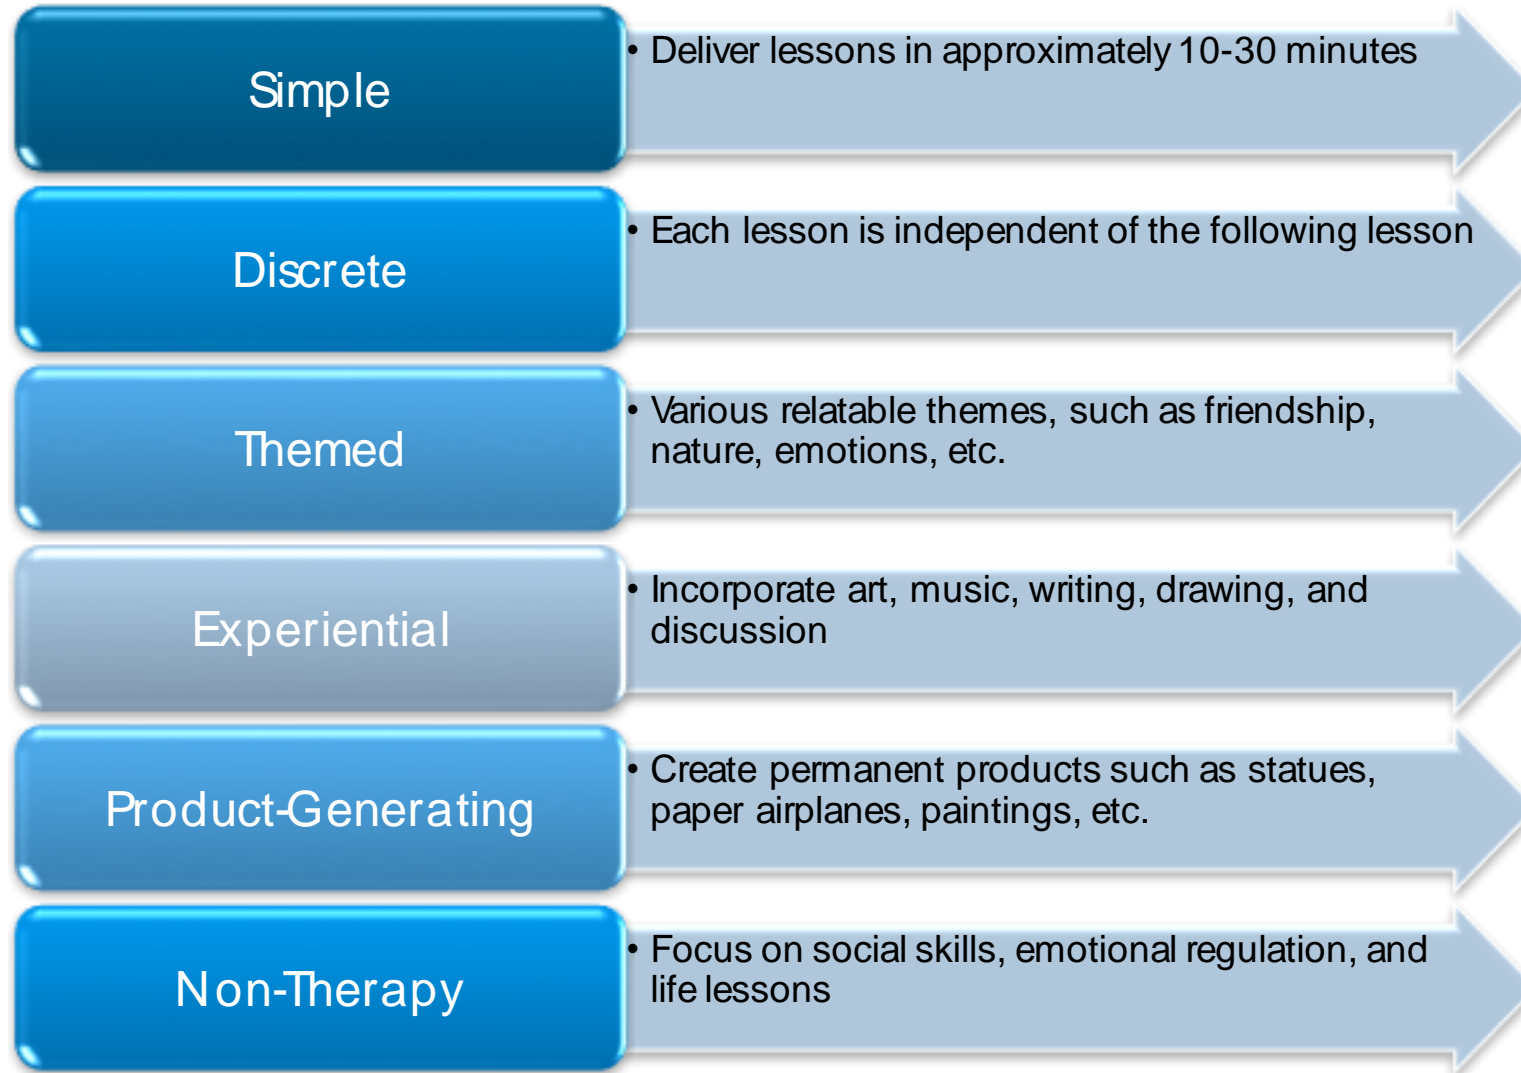 Simple
• Deliver lessons in approximately 10-30 minutes
Discrete
• Each lesson is independent of the following lesson
Themed
• Various relatable themes, such as friendship,
nature, emotions, etc.
Experiential
• Incorporate art, music, writing, drawing, and
discussion
Product-Generating
• Create permanent products such as statues,
paper airplanes, paintings, etc.
Non-Therapy
• Focus on social skills, emotional regulation, and
life lessons